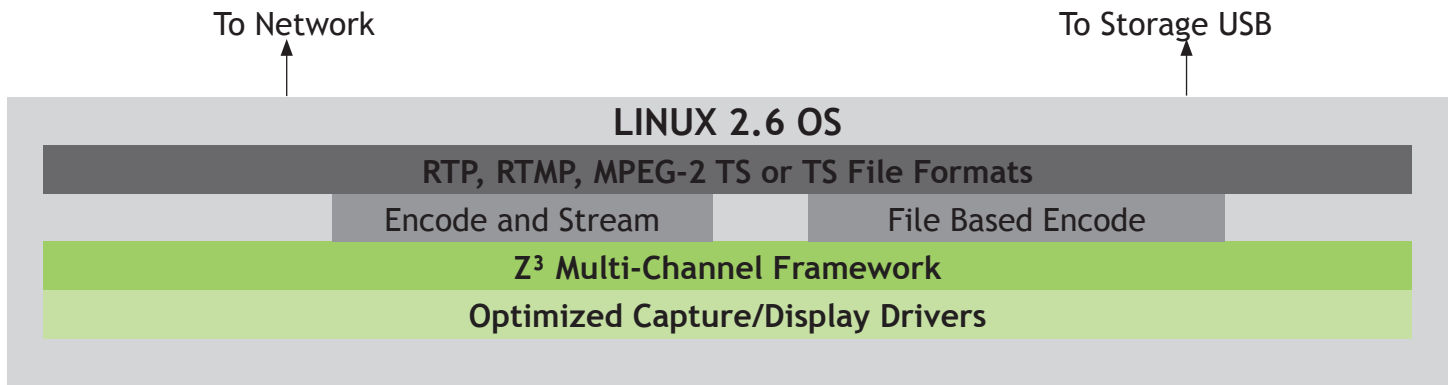 To Network
To Storage USB
LINUX 2.6 OS
RTP, RTMP, MPEG-2 TS or TS File Formats
Encode and Stream
File Based Encode
Z³ Multi-Channel Framework
Optimized Capture/Display Drivers